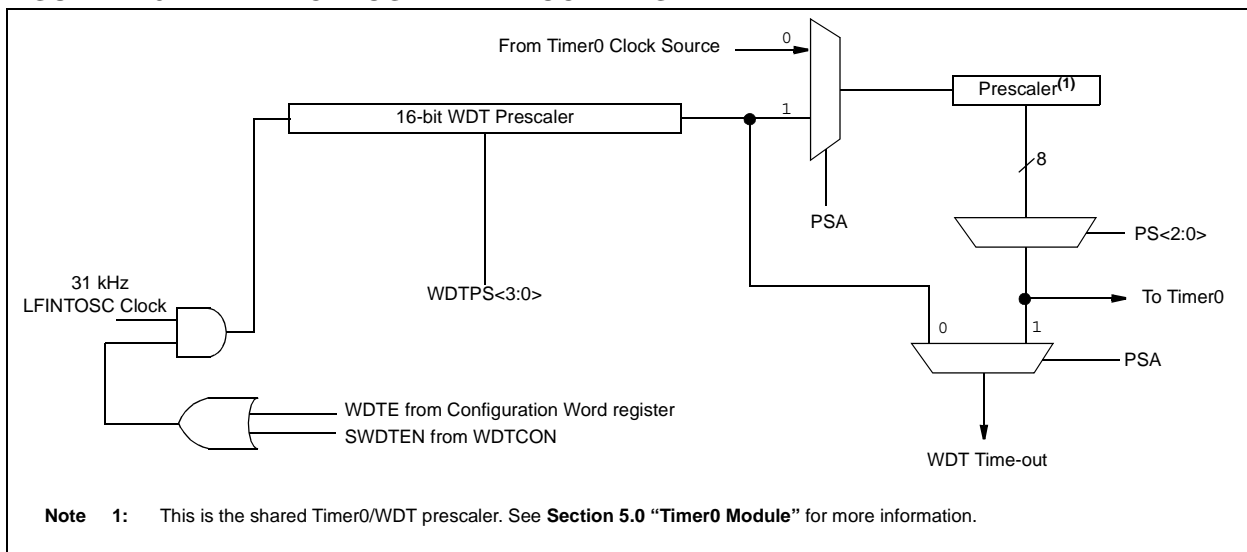 From Timer0 Clock Source
0
1
16-bit WDT Prescaler
Prescaler(1)
8
PSA
PS<2:0>
31 kHz
LFINTOSC Clock
WDTPS<3:0>
To Timer0
0
1
PSA
WDTE from Configuration Word register
SWDTEN from WDTCON
WDT Time-out
Note 1: This is the shared Timer0/WDT prescaler. See Section 5.0 “Timer0 Module” for more information.